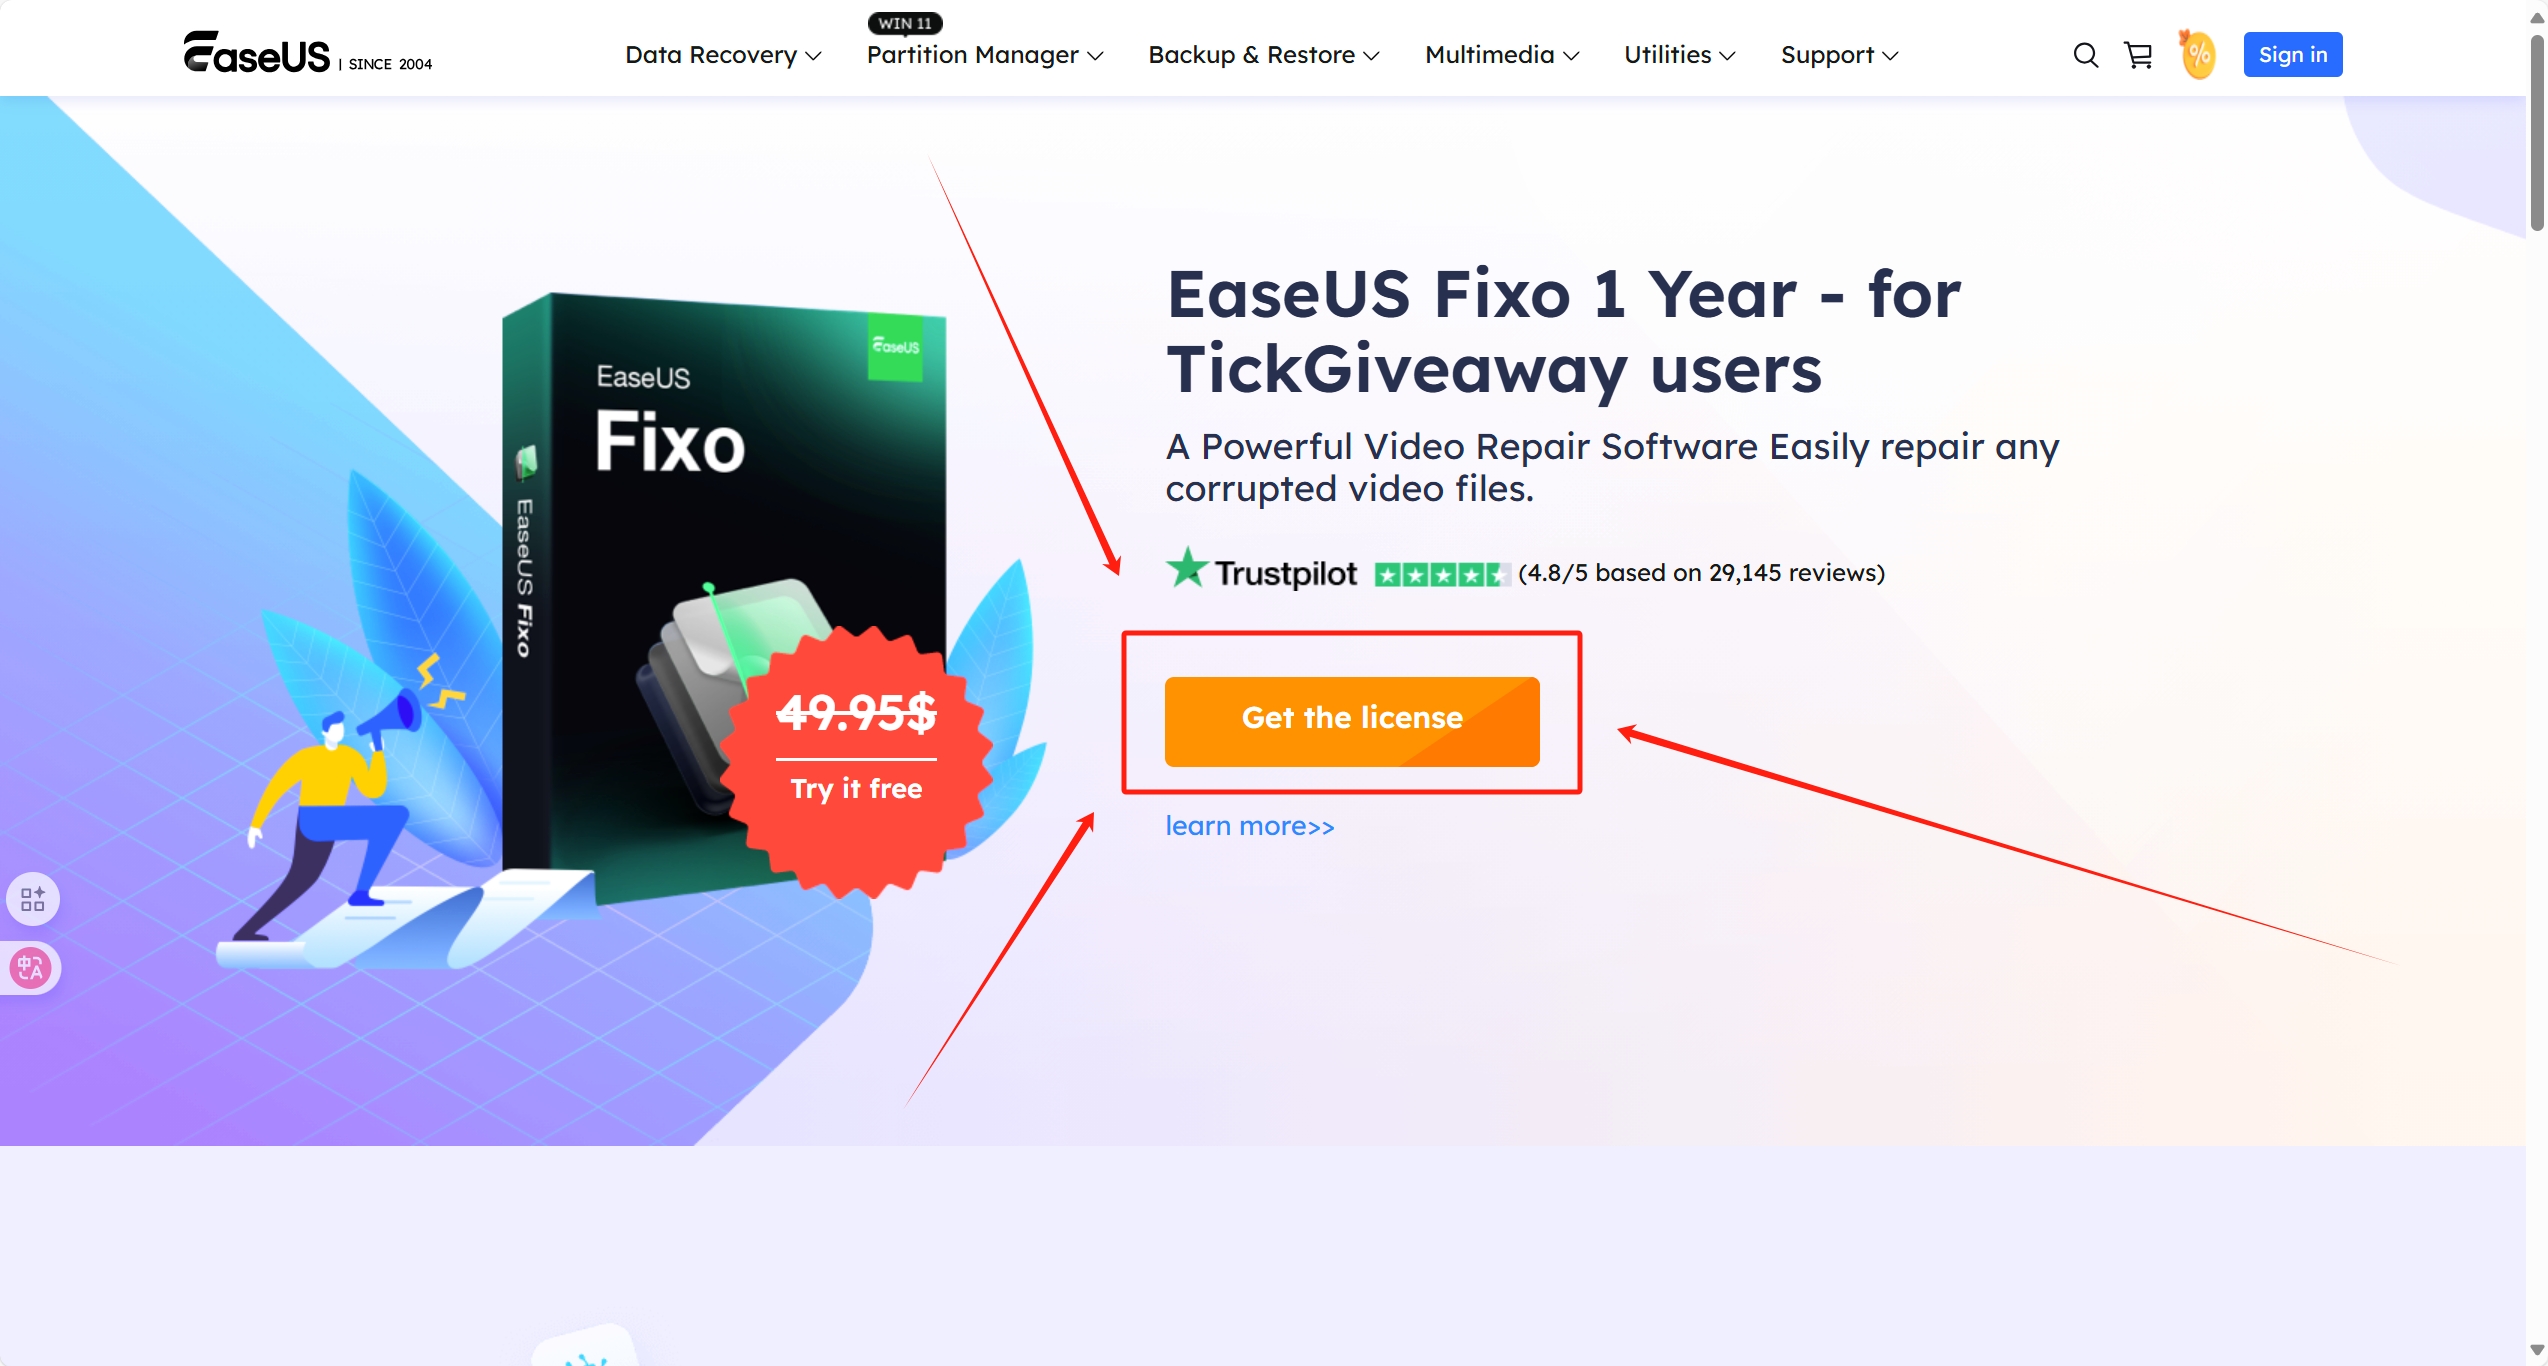 EaseUS | SINCE 2004
WIN 11
Data Recovery
Partition Manager
Backup & Restore
Multimedia
Utilities
Support
%
Sign in
EaseUS
EaseUS
Fixo
EaseUS Fixo
49.95$
Try it free
EaseUS Fixo 1 Year - for
TickGiveaway users
A Powerful Video Repair Software Easily repair any
corrupted video files.
Trustpilot (4.8/5 based on 29,145 reviews)
Get the license
learn more>>
中A